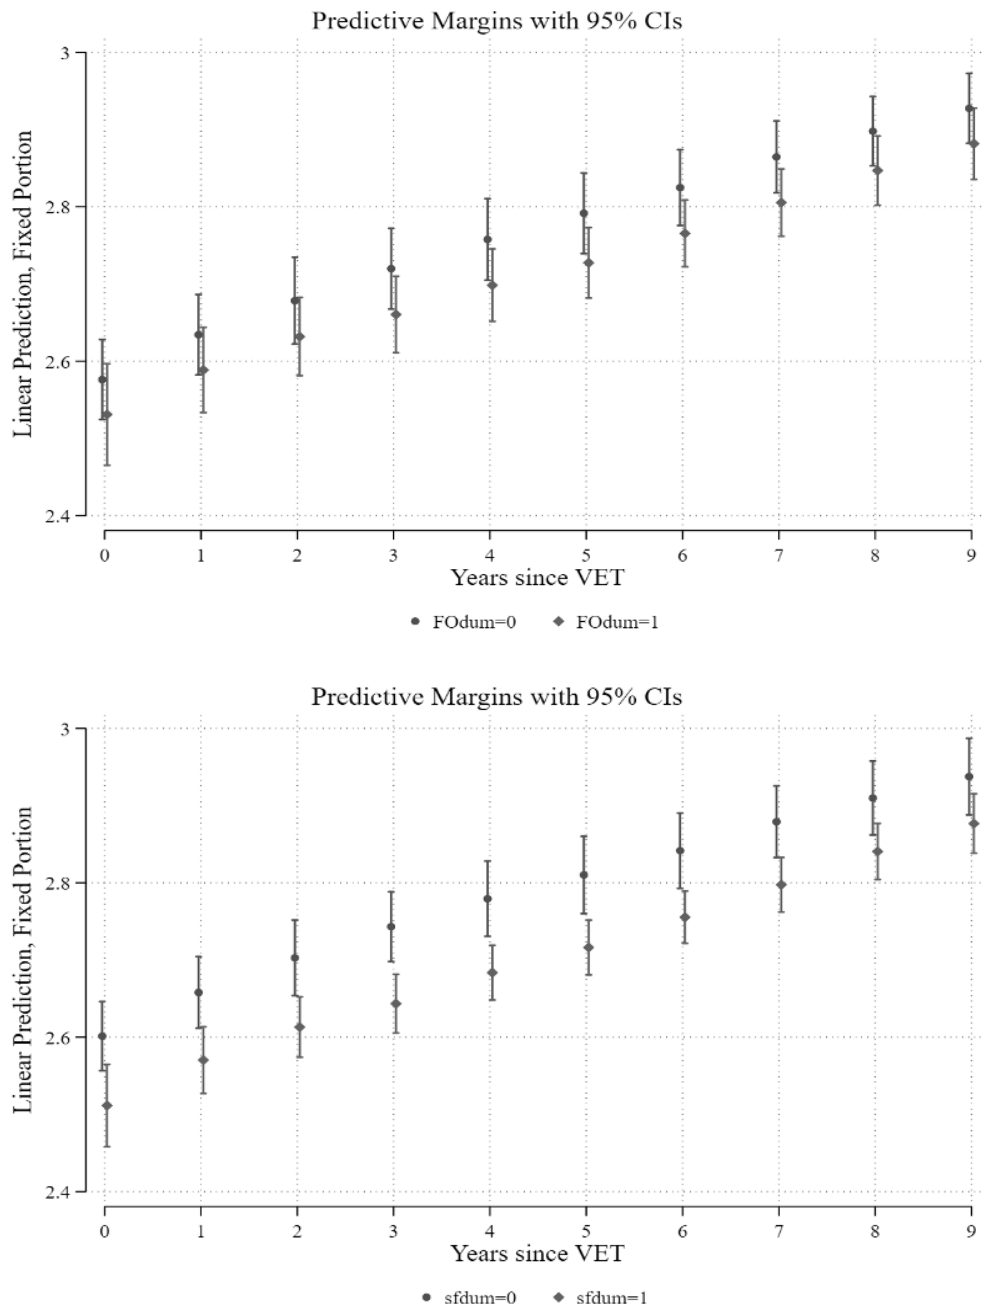 Predictive Margins with 95% CIs
Linear Prediction, Fixed Portion
3
2.8
2.6
2.4
0 1 2 3 4 5 6 7 8 9
Years since VET
FOdum=0 FOdum=1
Predictive Margins with 95% CIs
Linear Prediction, Fixed Portion
3
2.8
2.6
2.4
0 1 2 3 4 5 6 7 8 9
Years since VET
sfdum=0 sfdum=1